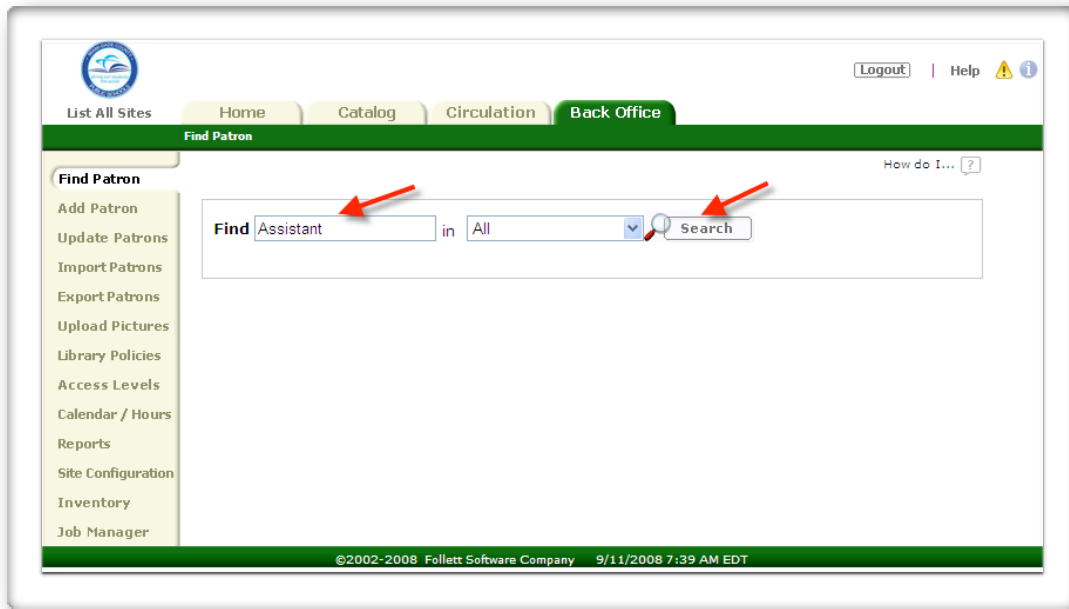 Logout | Help
List All Sites
Home Catalog Circulation Back Office
Find Patron
How do I... ?
Find Patron
Add Patron
Update Patrons
Import Patrons
Export Patrons
Upload Pictures
Library Policies
Access Levels
Calendar / Hours
Reports
Site Configuration
Inventory
Job Manager
Find Assistant in All Search
©2002-2008 Follett Software Company 9/11/2008 7:39 AM EDT